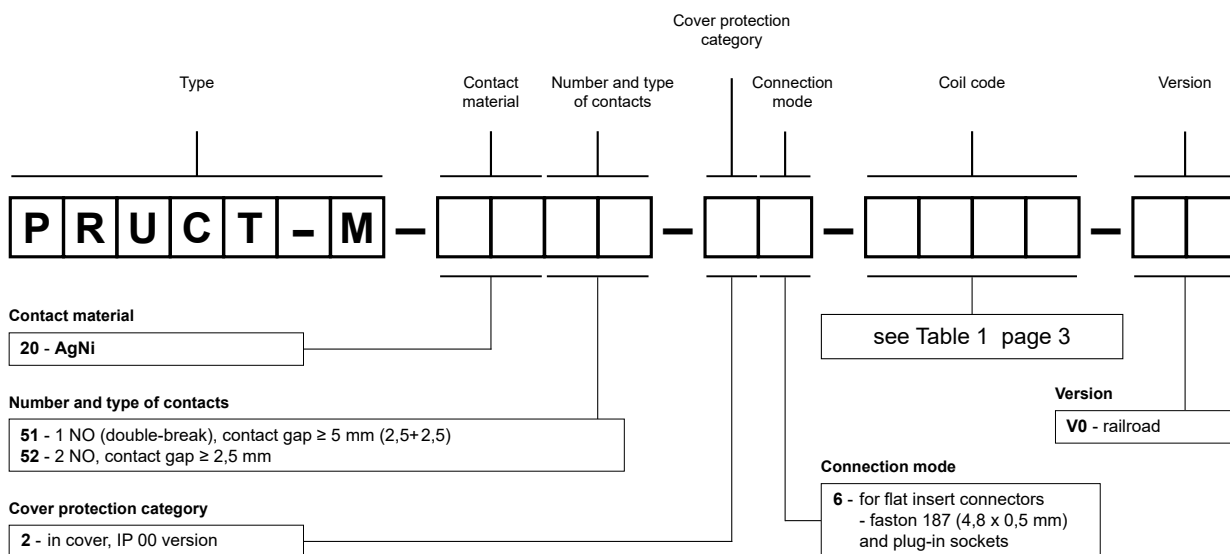 Cover protection
category
Type
Contact
material
Number and type
of contacts
Connection
mode
Coil code
Version
PRUCT-M – – – –
Contact material
20 - AgNi
see Table 1 page 3
Number and type of contacts
51 - 1 NO (double-break), contact gap ≥ 5 mm (2,5+2,5)
52 - 2 NO, contact gap ≥ 2,5 mm
Version
V0 - railroad
Cover protection category
2 - in cover, IP 00 version
Connection mode
6 - for flat insert connectors
- faston 187 (4,8 x 0,5 mm)
and plug-in sockets